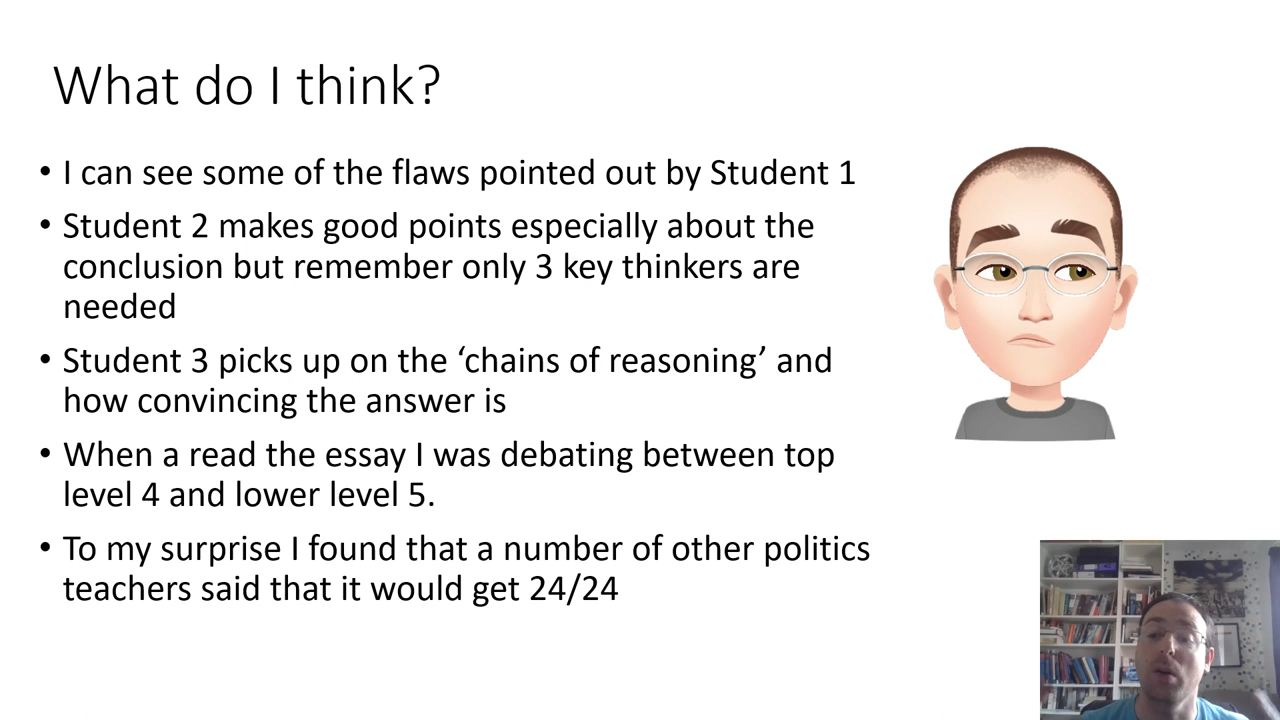 What do I think?
• I can see some of the flaws pointed out by Student 1
• Student 2 makes good points especially about the
conclusion but remember only 3 key thinkers are
needed
• Student 3 picks up on the ‘chains of reasoning’ and
how convincing the answer is
• When a read the essay I was debating between top
level 4 and lower level 5.
• To my surprise I found that a number of other politics
teachers said that it would get 24/24